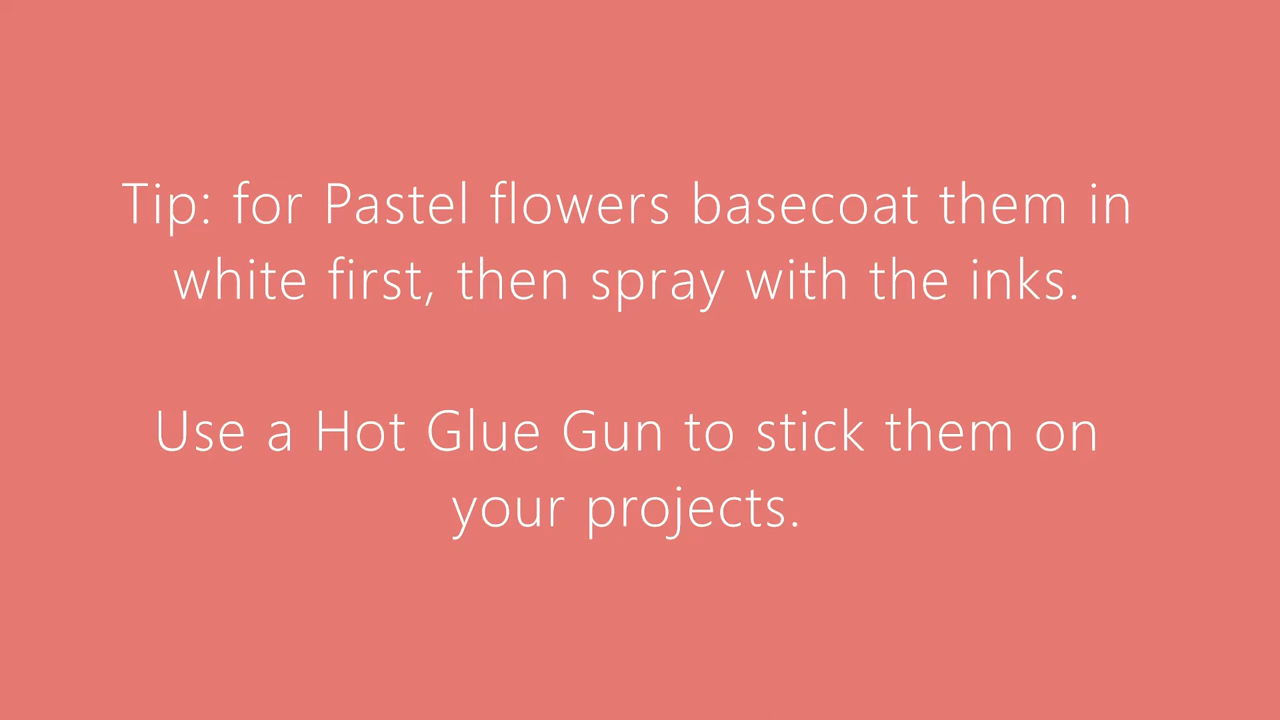 Tip: for Pastel flowers basecoat them in
white first, then spray with the inks.
Use a Hot Glue Gun to stick them on
your projects.